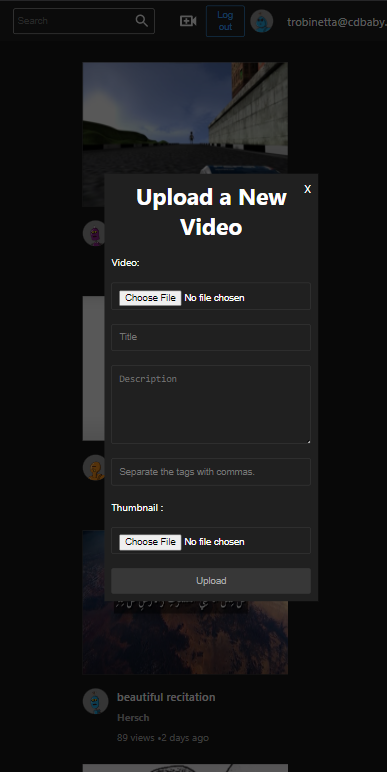 Search
Log
out
trobinetta@cdbaby.
Upload a New
Video
X
Video:
Choose File No file chosen
Title
Description
Separate the tags with commas.
Thumbnail :
Choose File No file chosen
Upload
beautiful recitation
Hersch
89 views •2 days ago